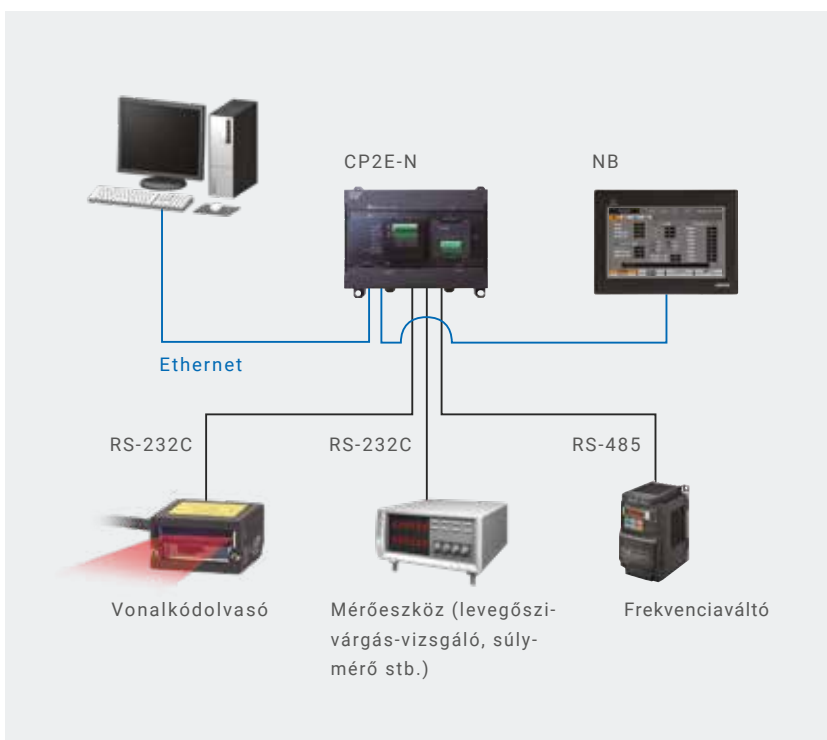 CP2E-N
NB
Ethernet
RS-232C
RS-232C
RS-485
Vonalkódolvasó
Mérőeszköz (levegőszi-
várgás-vizsgáló, súly-
mérő stb.)
Frekvenciaváltó